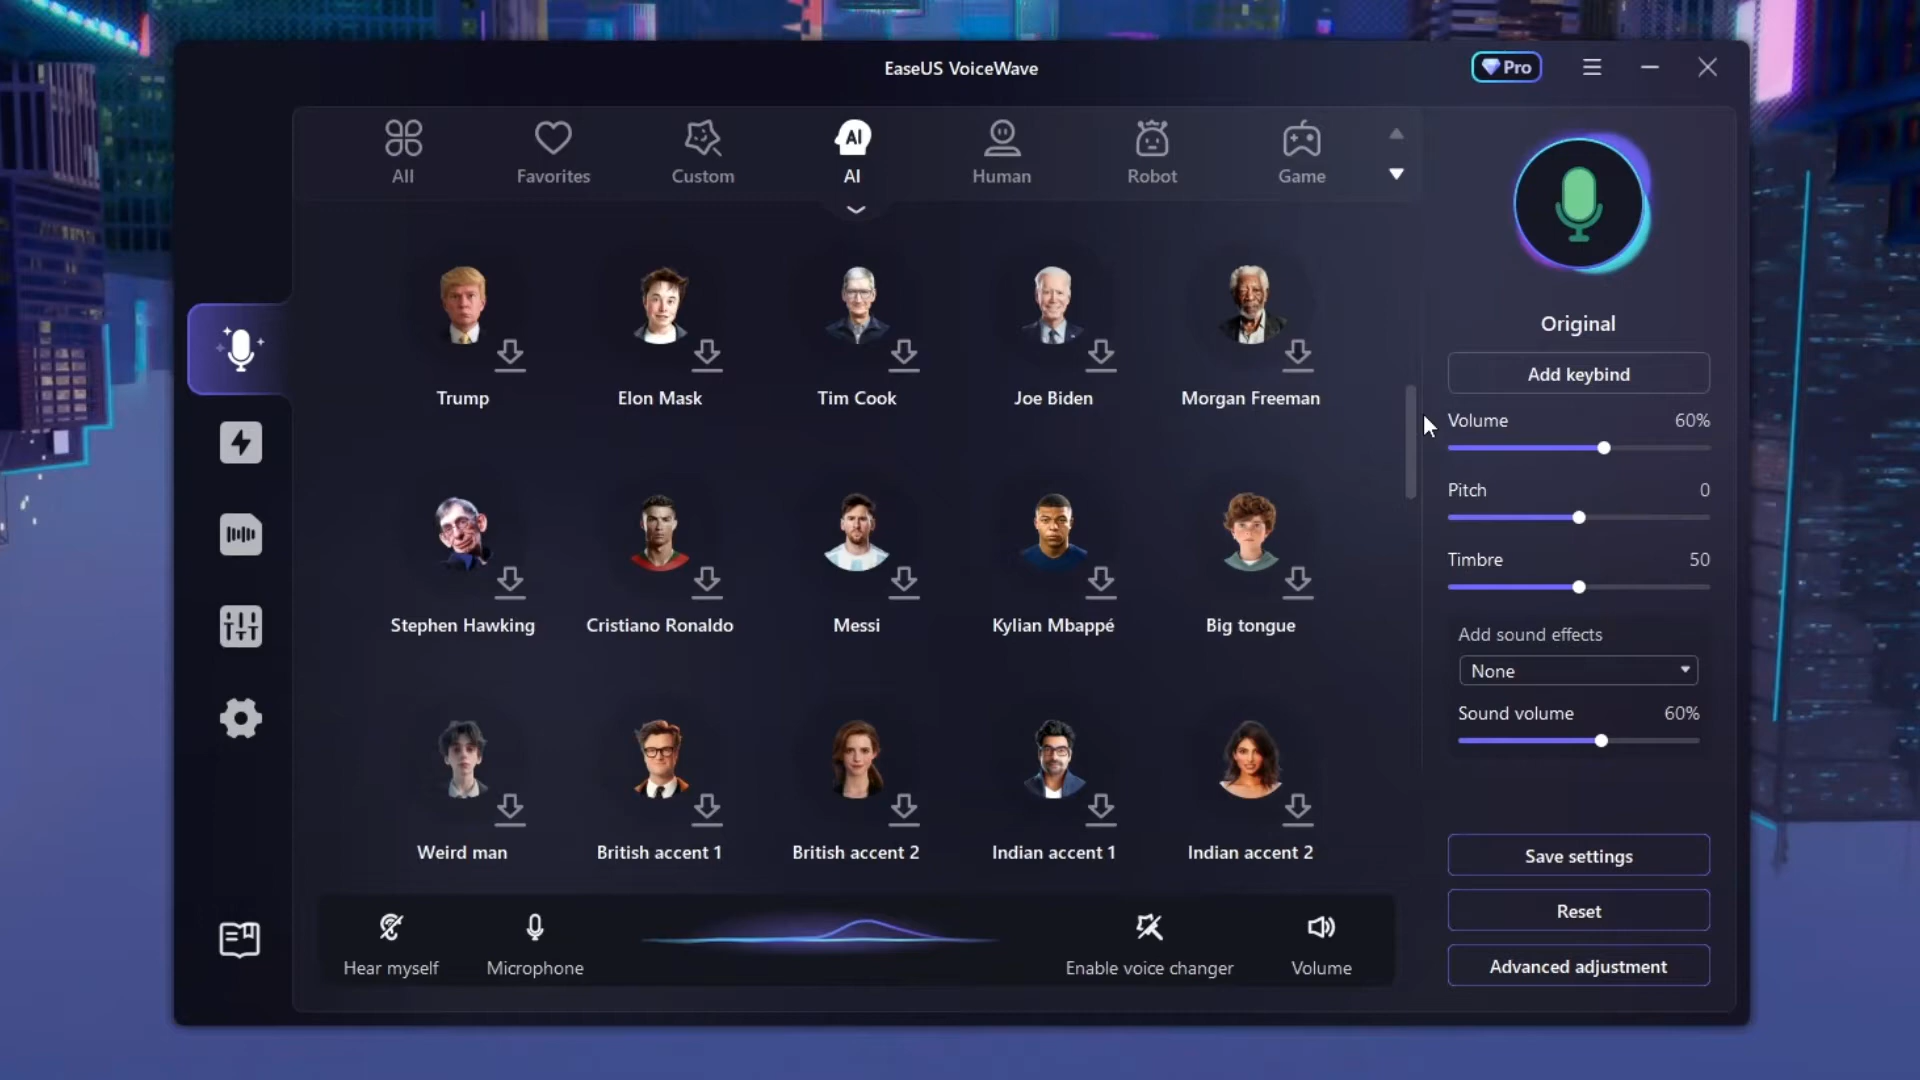 EaseUS VoiceWave
Pro
All
Favorites
Custom
AI
AI
Human
Robot
Game
Trump
Elon Mask
Tim Cook
Joe Biden
Morgan Freeman
Stephen Hawking
Cristiano Ronaldo
Messi
Kylian Mbappé
Big tongue
Weird man
British accent 1
British accent 2
Indian accent 1
Indian accent 2
Hear myself
Microphone
Enable voice changer
Volume
Original
Add keybind
Volume 60%
Pitch 0
Timbre 50
Add sound effects
None
Sound volume 60%
Save settings
Reset
Advanced adjustment